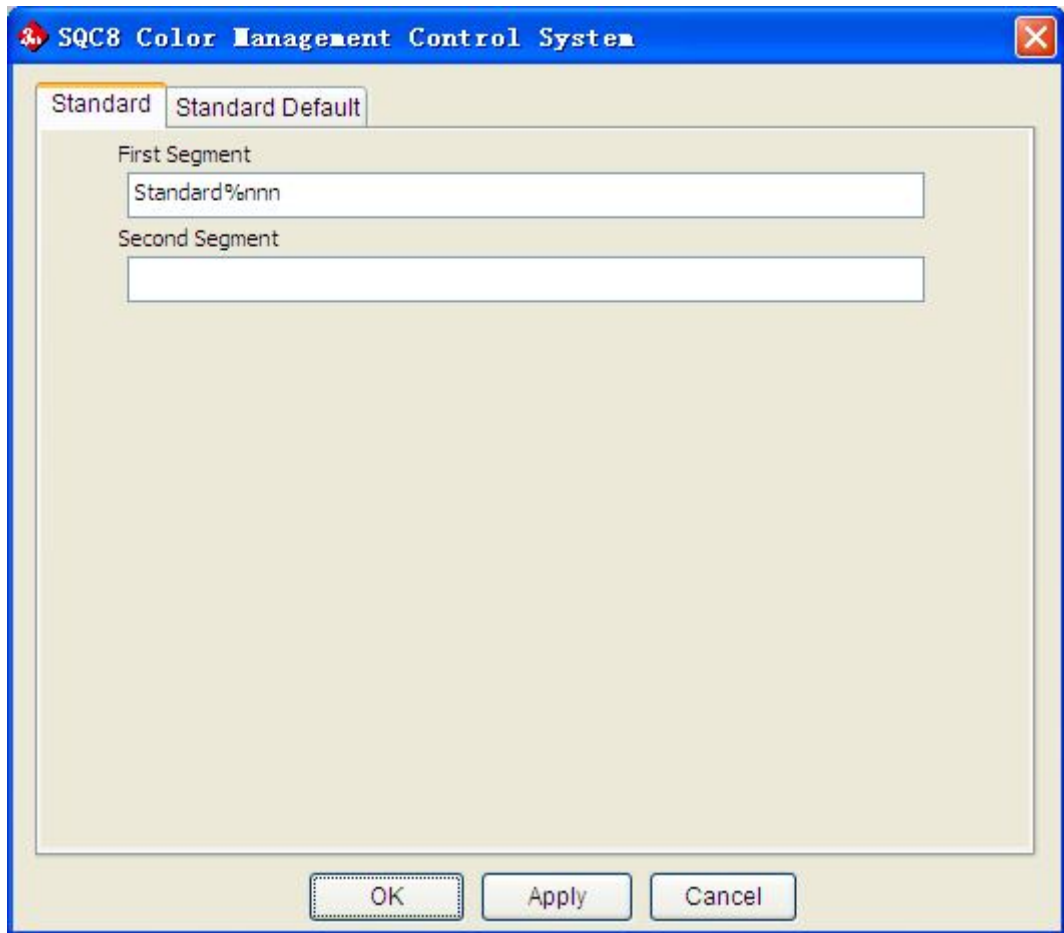 SQC8 Color Management Control System
Standard Standard Default
First Segment
Standard%nnn
Second Segment
OK Apply Cancel